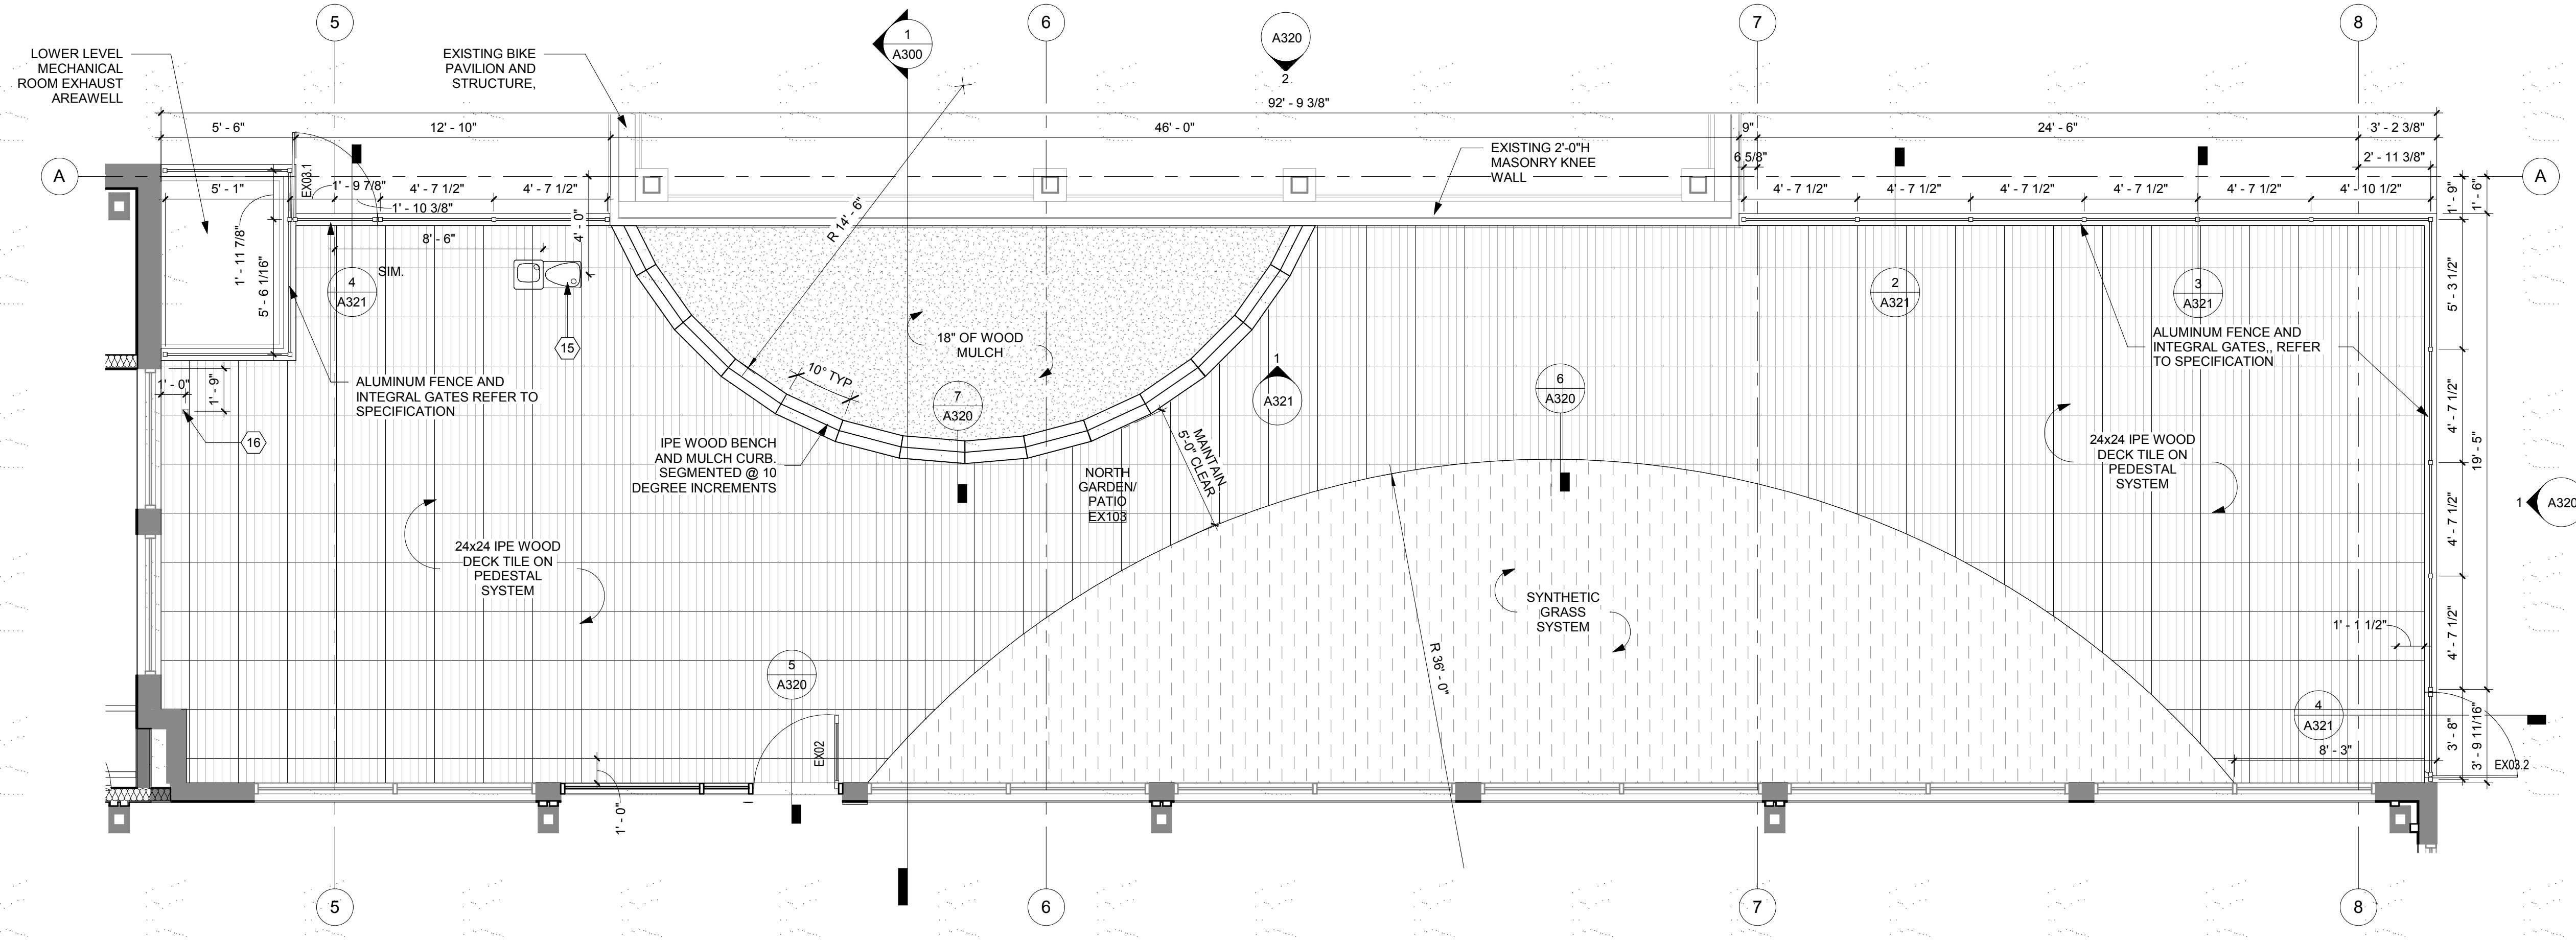 5
6
7
8
1
A300
A320
2
LOWER LEVEL
MECHANICAL
ROOM EXHAUST
AREAWELL
EXISTING BIKE
PAVILION AND
STRUCTURE,
92' - 9 3/8"
5' - 6"
12' - 10"
46' - 0"
9"
24' - 6"
3' - 2 3/8"
6 5/8"
2' - 11 3/8"
A
A
EXISTING 2'-0"H
MASONRY KNEE
WALL
EX03.1
5' - 1"
1' - 9 7/8"
4' - 7 1/2"
4' - 7 1/2"
1' - 10 3/8"
4' - 7 1/2"
4' - 7 1/2"
4' - 7 1/2"
4' - 7 1/2"
4' - 7 1/2"
4' - 10 1/2"
1' - 9"
1' - 6"
R 14' - 6"
4' - 0"
8' - 6"
1' - 11 7/8"
5' - 6 1/16"
SIM.
4
A321
15
2
A321
3
A321
5' - 3 1/2"
18" OF WOOD
MULCH
ALUMINUM FENCE AND
INTEGRAL GATES,, REFER
TO SPECIFICATION
1' - 0"
1' - 9"
ALUMINUM FENCE AND
INTEGRAL GATES REFER TO
SPECIFICATION
10° TYP
7
A320
1
A321
6
A320
4' - 7 1/2"
19' - 5"
16
IPE WOOD BENCH
AND MULCH CURB.
SEGMENTED @ 10
DEGREE INCREMENTS
MAINTAIN
5'-0" CLEAR
NORTH
GARDEN/
PATIO
EX103
24x24 IPE WOOD
DECK TILE ON
PEDESTAL
SYSTEM
1
A320
4' - 7 1/2"
24x24 IPE WOOD
DECK TILE ON
PEDESTAL
SYSTEM
SYNTHETIC
GRASS
SYSTEM
R 36' - 0"
1' - 1 1/2"
4' - 7 1/2"
5
A320
EX02
4
A321
8' - 3"
3' - 8"
3' - 9 11/16"
EX03.2
1' - 0"
5
6
7
8